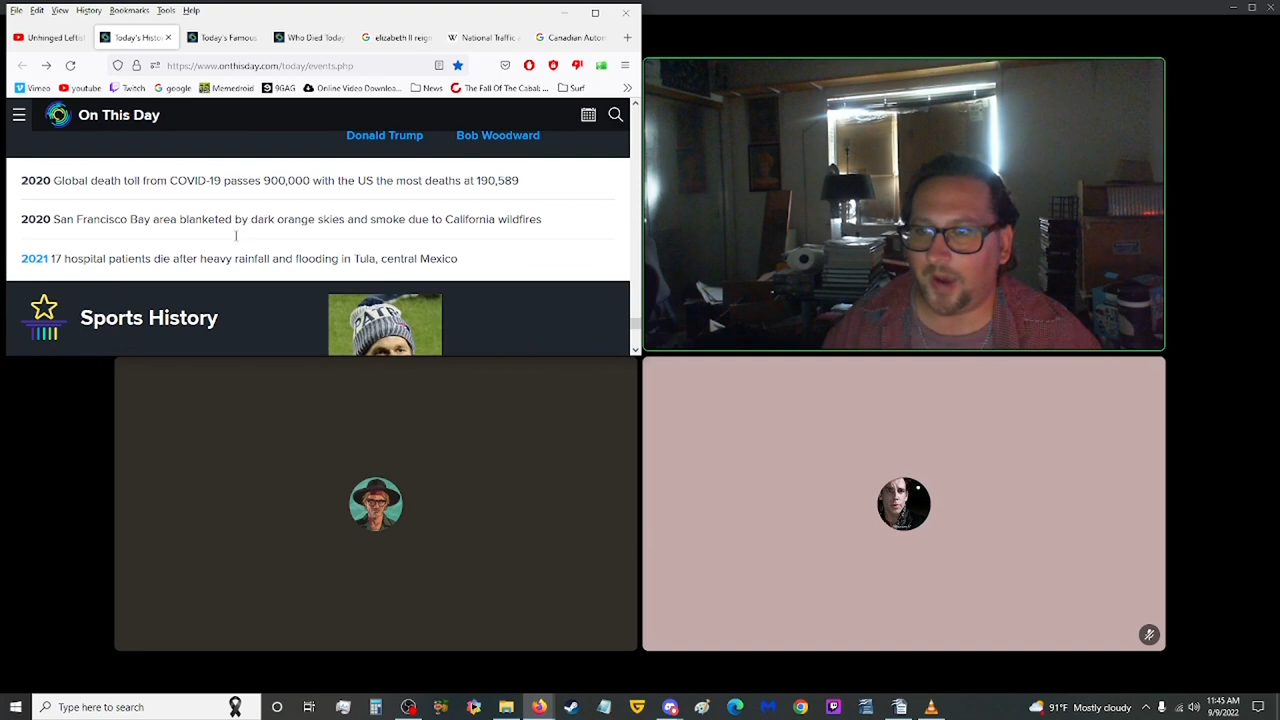 File Edit View History Bookmarks Tools Help
Unhinged Leftis
Today's Histo
Today's Famous
Who Died Today
elizabeth II reign
National Traffic a
Canadian Autom
https://www.onthisday.com/today/events.php
Vimeo youtube Twitch google Memedroid 9GAG Online Video Downloa... News The Fall Of The Cabal:... Surf
On This Day
Donald Trump Bob Woodward
2020 Global death toll from COVID-19 passes 900,000 with the US the most deaths at 190,589
2020 San Francisco Bay area blanketed by dark orange skies and smoke due to California wildfires
2021 17 hospital patients die after heavy rainfall and flooding in Tula, central Mexico
Sports History
PATR
Type here to search
91°F Mostly cloudy
11:45 AM
9/9/2022